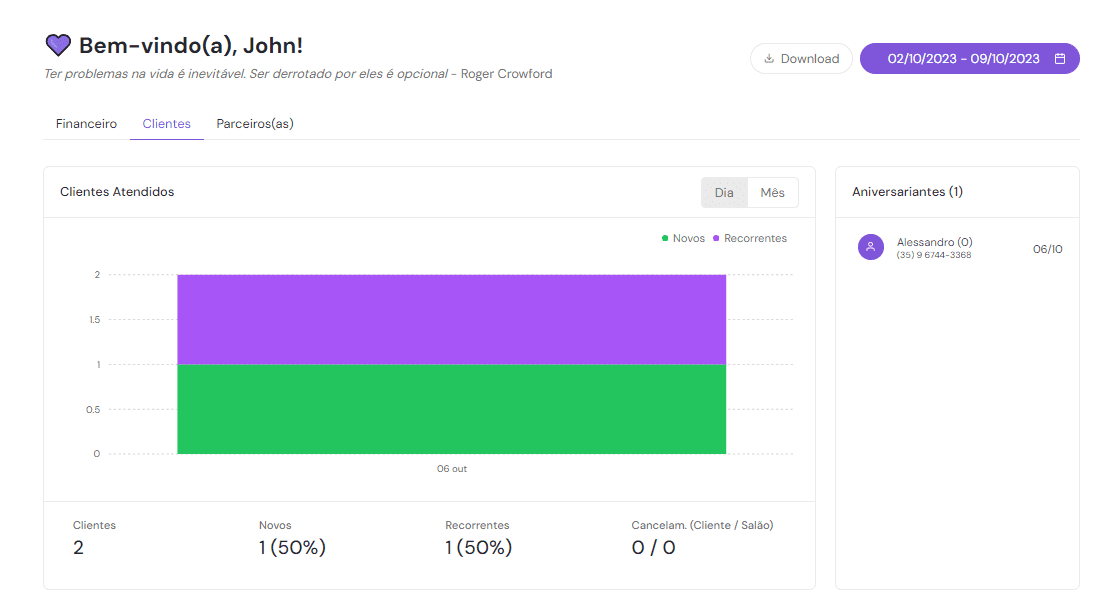 Bem-vindo(a), John!
Ter problemas na vida é inevitável. Ser derrotado por eles é opcional - Roger Crowford
Download
02/10/2023 - 09/10/2023
Financeiro
Clientes
Parceiros(as)
Clientes Atendidos
Dia
Mês
Novos
Recorrentes
2
1.5
1
0.5
0
06 out
Clientes
2
Novos
1 (50%)
Recorrentes
1 (50%)
Cancelam. (Cliente / Salão)
0 / 0
Aniversariantes (1)
Alessandro (0)
(35) 9 6744-3368
06/10